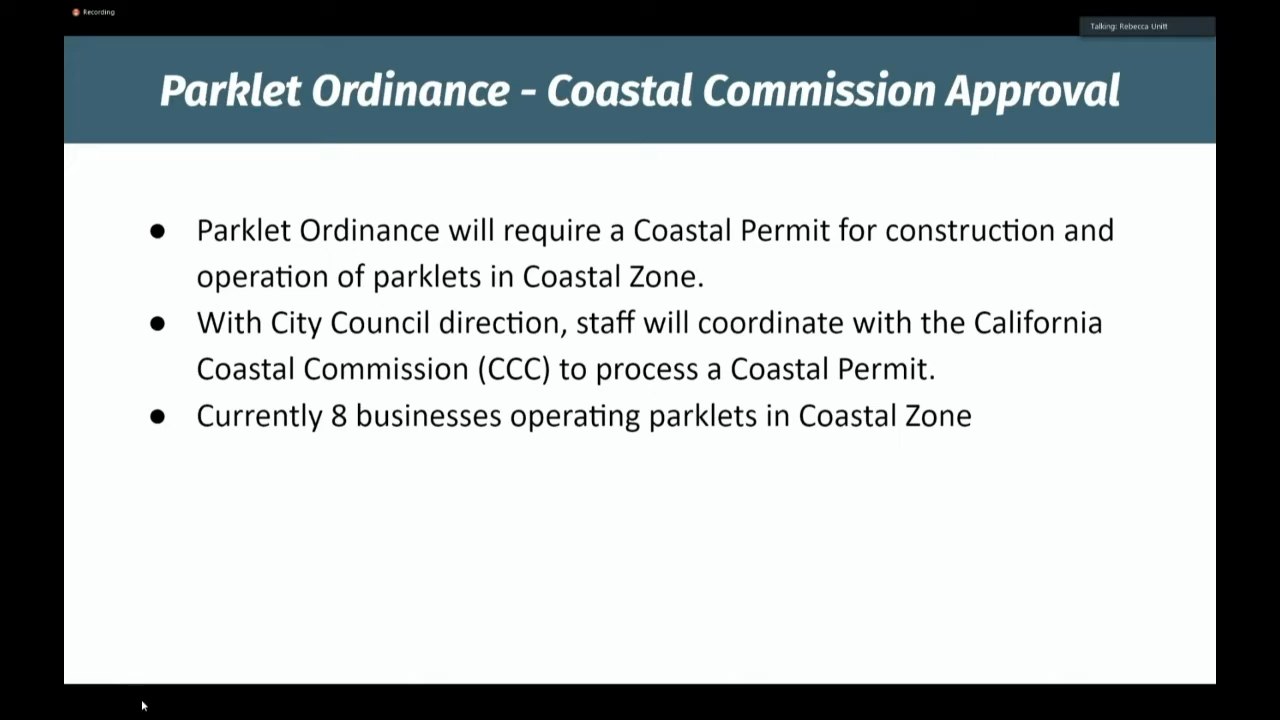 Recording
Talking: Rebecca Unitt
Parklet Ordinance - Coastal Commission Approval
● Parklet Ordinance will require a Coastal Permit for construction and
operation of parklets in Coastal Zone.
● With City Council direction, staff will coordinate with the California
Coastal Commission (CCC) to process a Coastal Permit.
● Currently 8 businesses operating parklets in Coastal Zone